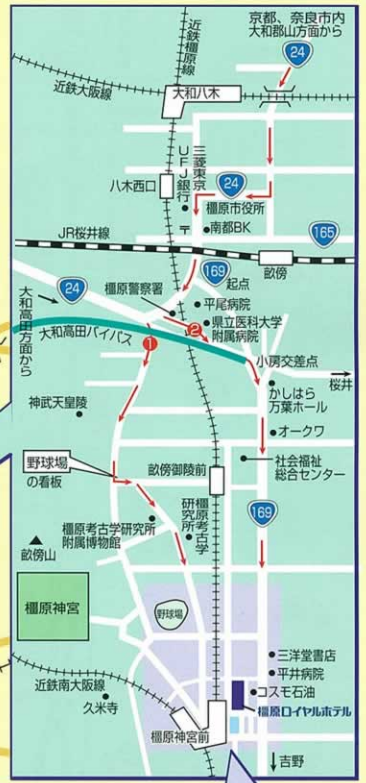 京都、奈良市内
大和郡山方面から
24
近鉄橿原線
近鉄大阪線
大和八木
三菱東京
UFJ銀行
八木西口
24
橿原市役所
〒
南都BK
165
JR桜井線
畝傍
169
起点
24
大和高田方面から
橿原警察署
平尾病院
2
県立医科大学
附属病院
大和高田バイパス
1
小房交差点
桜井
かしはら
万葉ホール
神武天皇陵
オークワ
野球場
の看板
畝傍御陵前
社会福祉
総合センター
169
橿原考古学研究所
附属博物館
橿原考古学
研究所
畝傍山
橿原神宮
野球場
三洋堂書店
平井病院
近鉄南大阪線
コスモ石油
久米寺
橿原ロイヤルホテル
橿原神宮前
吉野